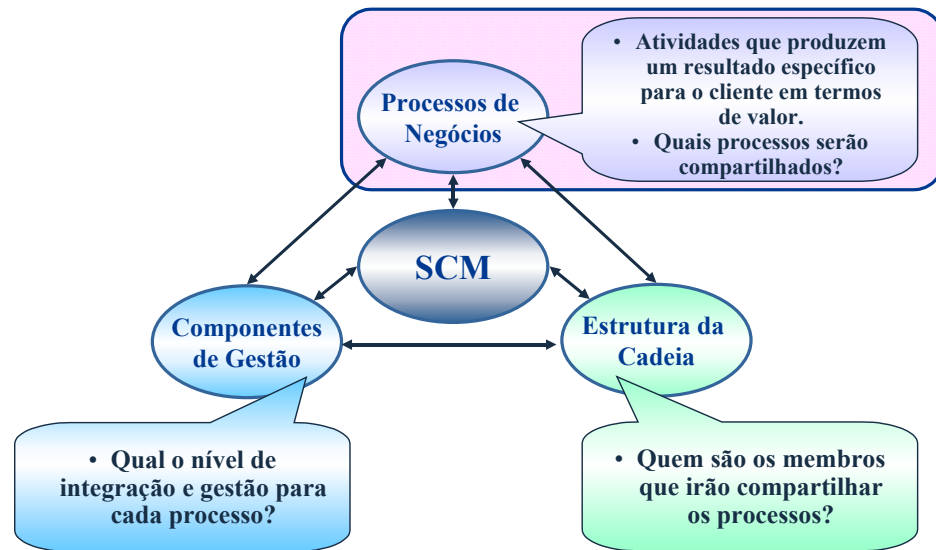 • Atividades que produzem
um resultado específico
para o cliente em termos
de valor.
• Quais processos serão
compartilhados?
Processos de
Negócios
SCM
Componentes
de Gestão
Estrutura da
Cadeia
• Qual o nível de
integração e gestão para
cada processo?
• Quem são os membros
que irão compartilhar
os processos?